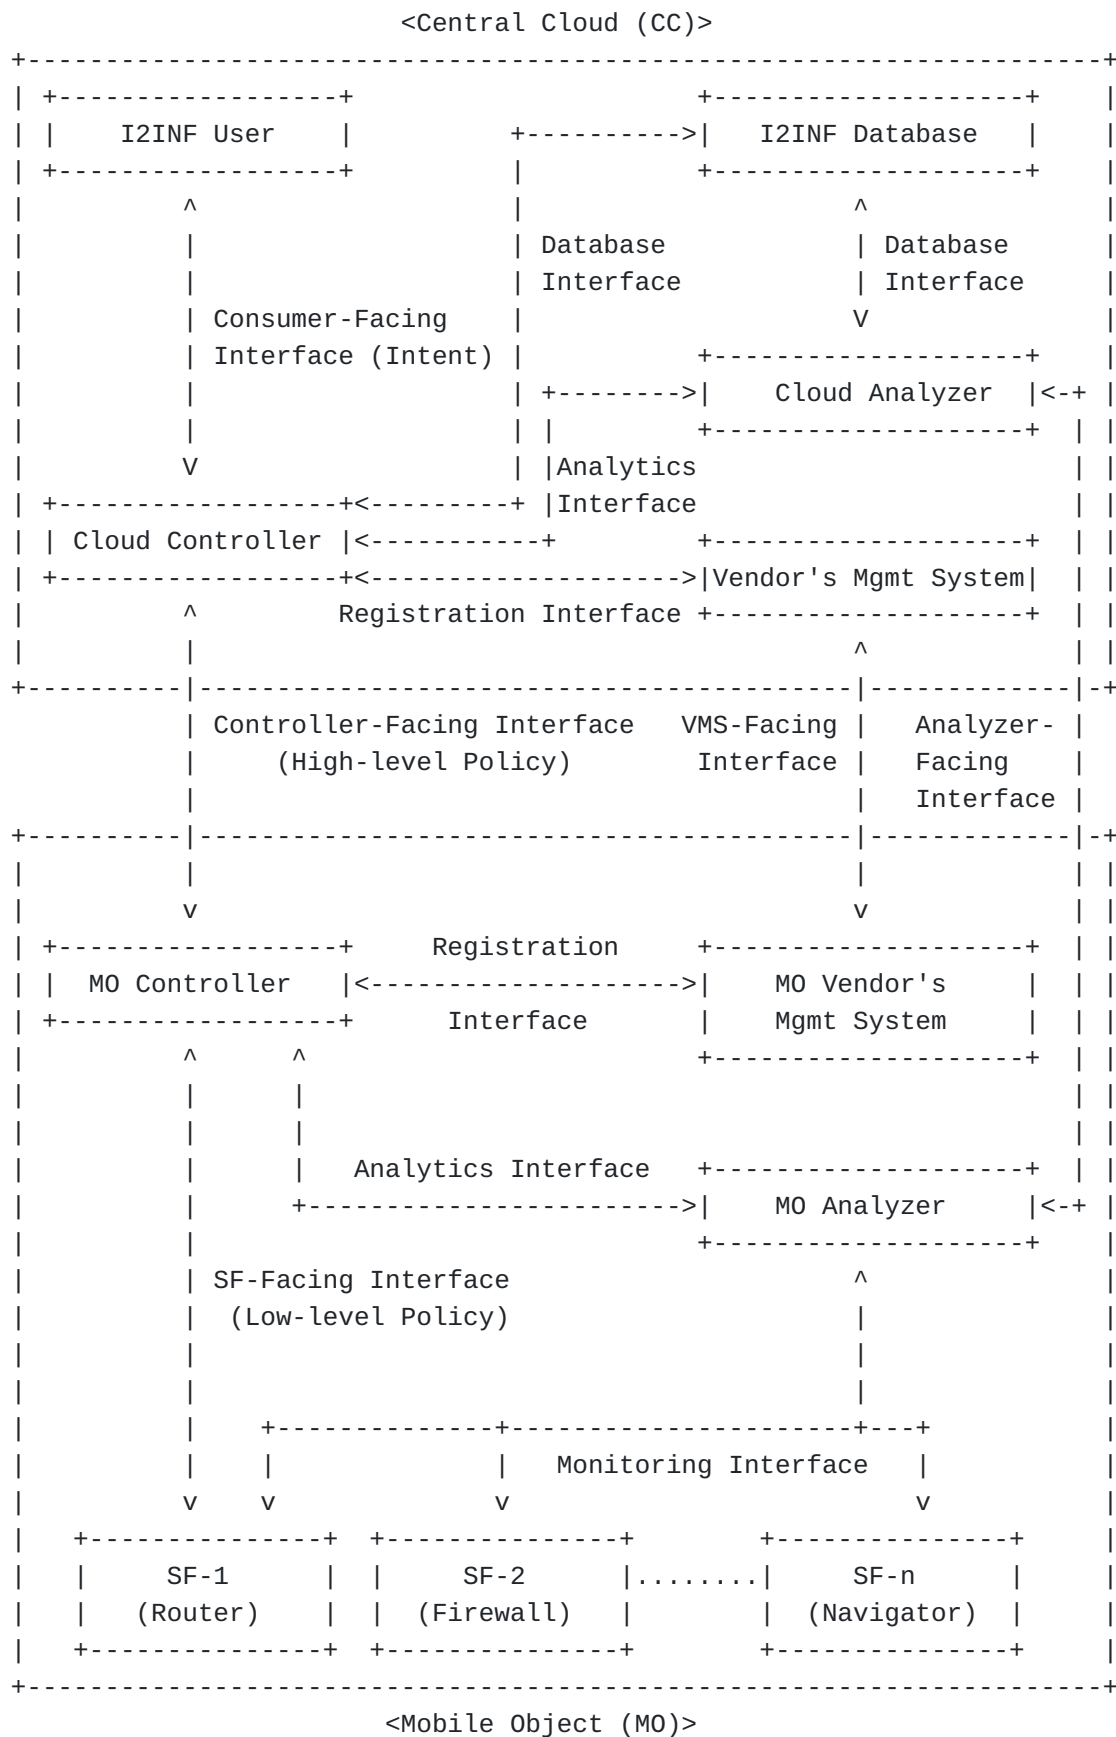 <Central Cloud (CC)>
I2INF User I2INF Database
Database Database
Interface Interface
Consumer-Facing
Interface (Intent)
Cloud Analyzer
Analytics
Interface
Cloud Controller
Vendor's Mgmt System
Registration Interface
Controller-Facing Interface VMS-Facing Analyzer-
(High-level Policy) Interface Facing
Interface
Registration
MO Controller MO Vendor's
Interface Mgmt System
Analytics Interface
MO Analyzer
SF-Facing Interface
(Low-level Policy)
Monitoring Interface
SF-1 SF-2 ........ SF-n
(Router) (Firewall) (Navigator)
<Mobile Object (MO)>